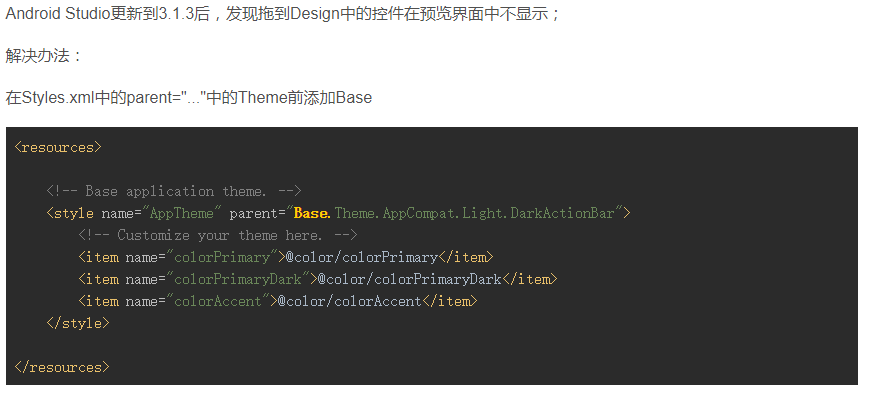 Android Studio更新到3.1.3后，发现拖到Design中的控件在预览界面中不显示；
解决办法：
在Styles.xml中的parent="..."中的Theme前添加Base
<resources>
<!-- Base application theme. -->
<style name="AppTheme" parent="Base.Theme.AppCompat.Light.DarkActionBar">
<!-- Customize your theme here. -->
<item name="colorPrimary">@color/colorPrimary</item>
<item name="colorPrimaryDark">@color/colorPrimaryDark</item>
<item name="colorAccent">@color/colorAccent</item>
</style>
</resources>